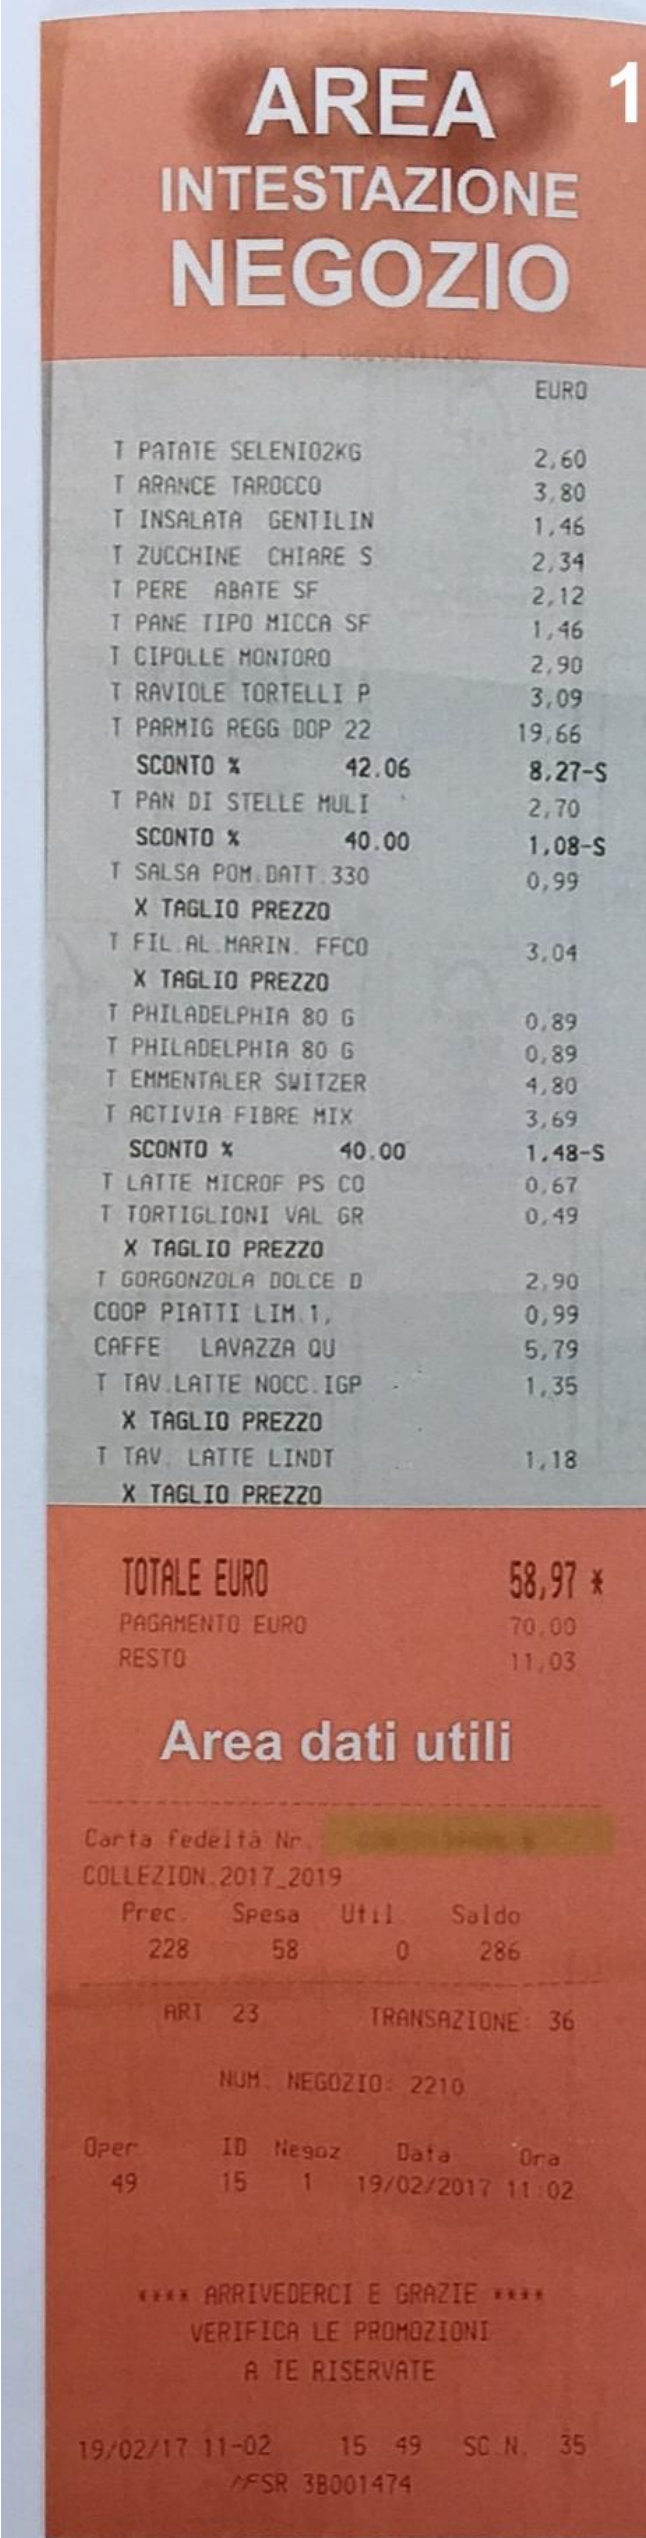 AREA 1
INTESTAZIONE
NEGOZIO
EURO
T PATATE SELENIO2KG 2,60
T ARANCE TAROCCO 3,80
T INSALATA GENTILIN 1,46
T ZUCCHINE CHIARE S 2,34
T PERE ABATE SF 2,12
T PANE TIPO MICCA SF 1,46
T CIPOLLE MONTORO 2,90
T RAVIOLE TORTELLI P 3,09
T PARMIG REGG DOP 22 19,66
SCONTO % 42.06 8,27-S
T PAN DI STELLE MULI 2,70
SCONTO % 40.00 1,08-S
T SALSA POM.DATT.330 0,99
X TAGLIO PREZZO
T FIL.AL.MARIN. FFCO 3,04
X TAGLIO PREZZO
T PHILADELPHIA 80 G 0,89
T PHILADELPHIA 80 G 0,89
T EMMENTALER SWITZER 4,80
T ACTIVIA FIBRE MIX 3,69
SCONTO % 40.00 1,48-S
T LATTE MICROF PS CO 0,67
T TORTIGLIONI VAL GR 0,49
X TAGLIO PREZZO
T GORGONZOLA DOLCE D 2,90
COOP PIATTI LIM.1, 0,99
CAFFE LAVAZZA QU 5,79
T TAV.LATTE NOCC.IGP 1,35
X TAGLIO PREZZO
T TAV. LATTE LINDT 1,18
X TAGLIO PREZZO
TOTALE EURO 58,97 *
PAGAMENTO EURO 70,00
RESTO 11,03
Area dati utili
Carta fedeltà Nr.
COLLEZION.2017_2019
Prec. Spesa Util. Saldo
228 58 0 286
ART 23 TRANSAZIONE: 36
NUM. NEGOZIO: 2210
Oper ID Negoz Data Ora
49 15 1 19/02/2017 11:02
**** ARRIVEDERCI E GRAZIE ****
VERIFICA LE PROMOZIONI
A TE RISERVATE
19/02/17 11-02 15 49 SC.N. 35
SR 3B001474